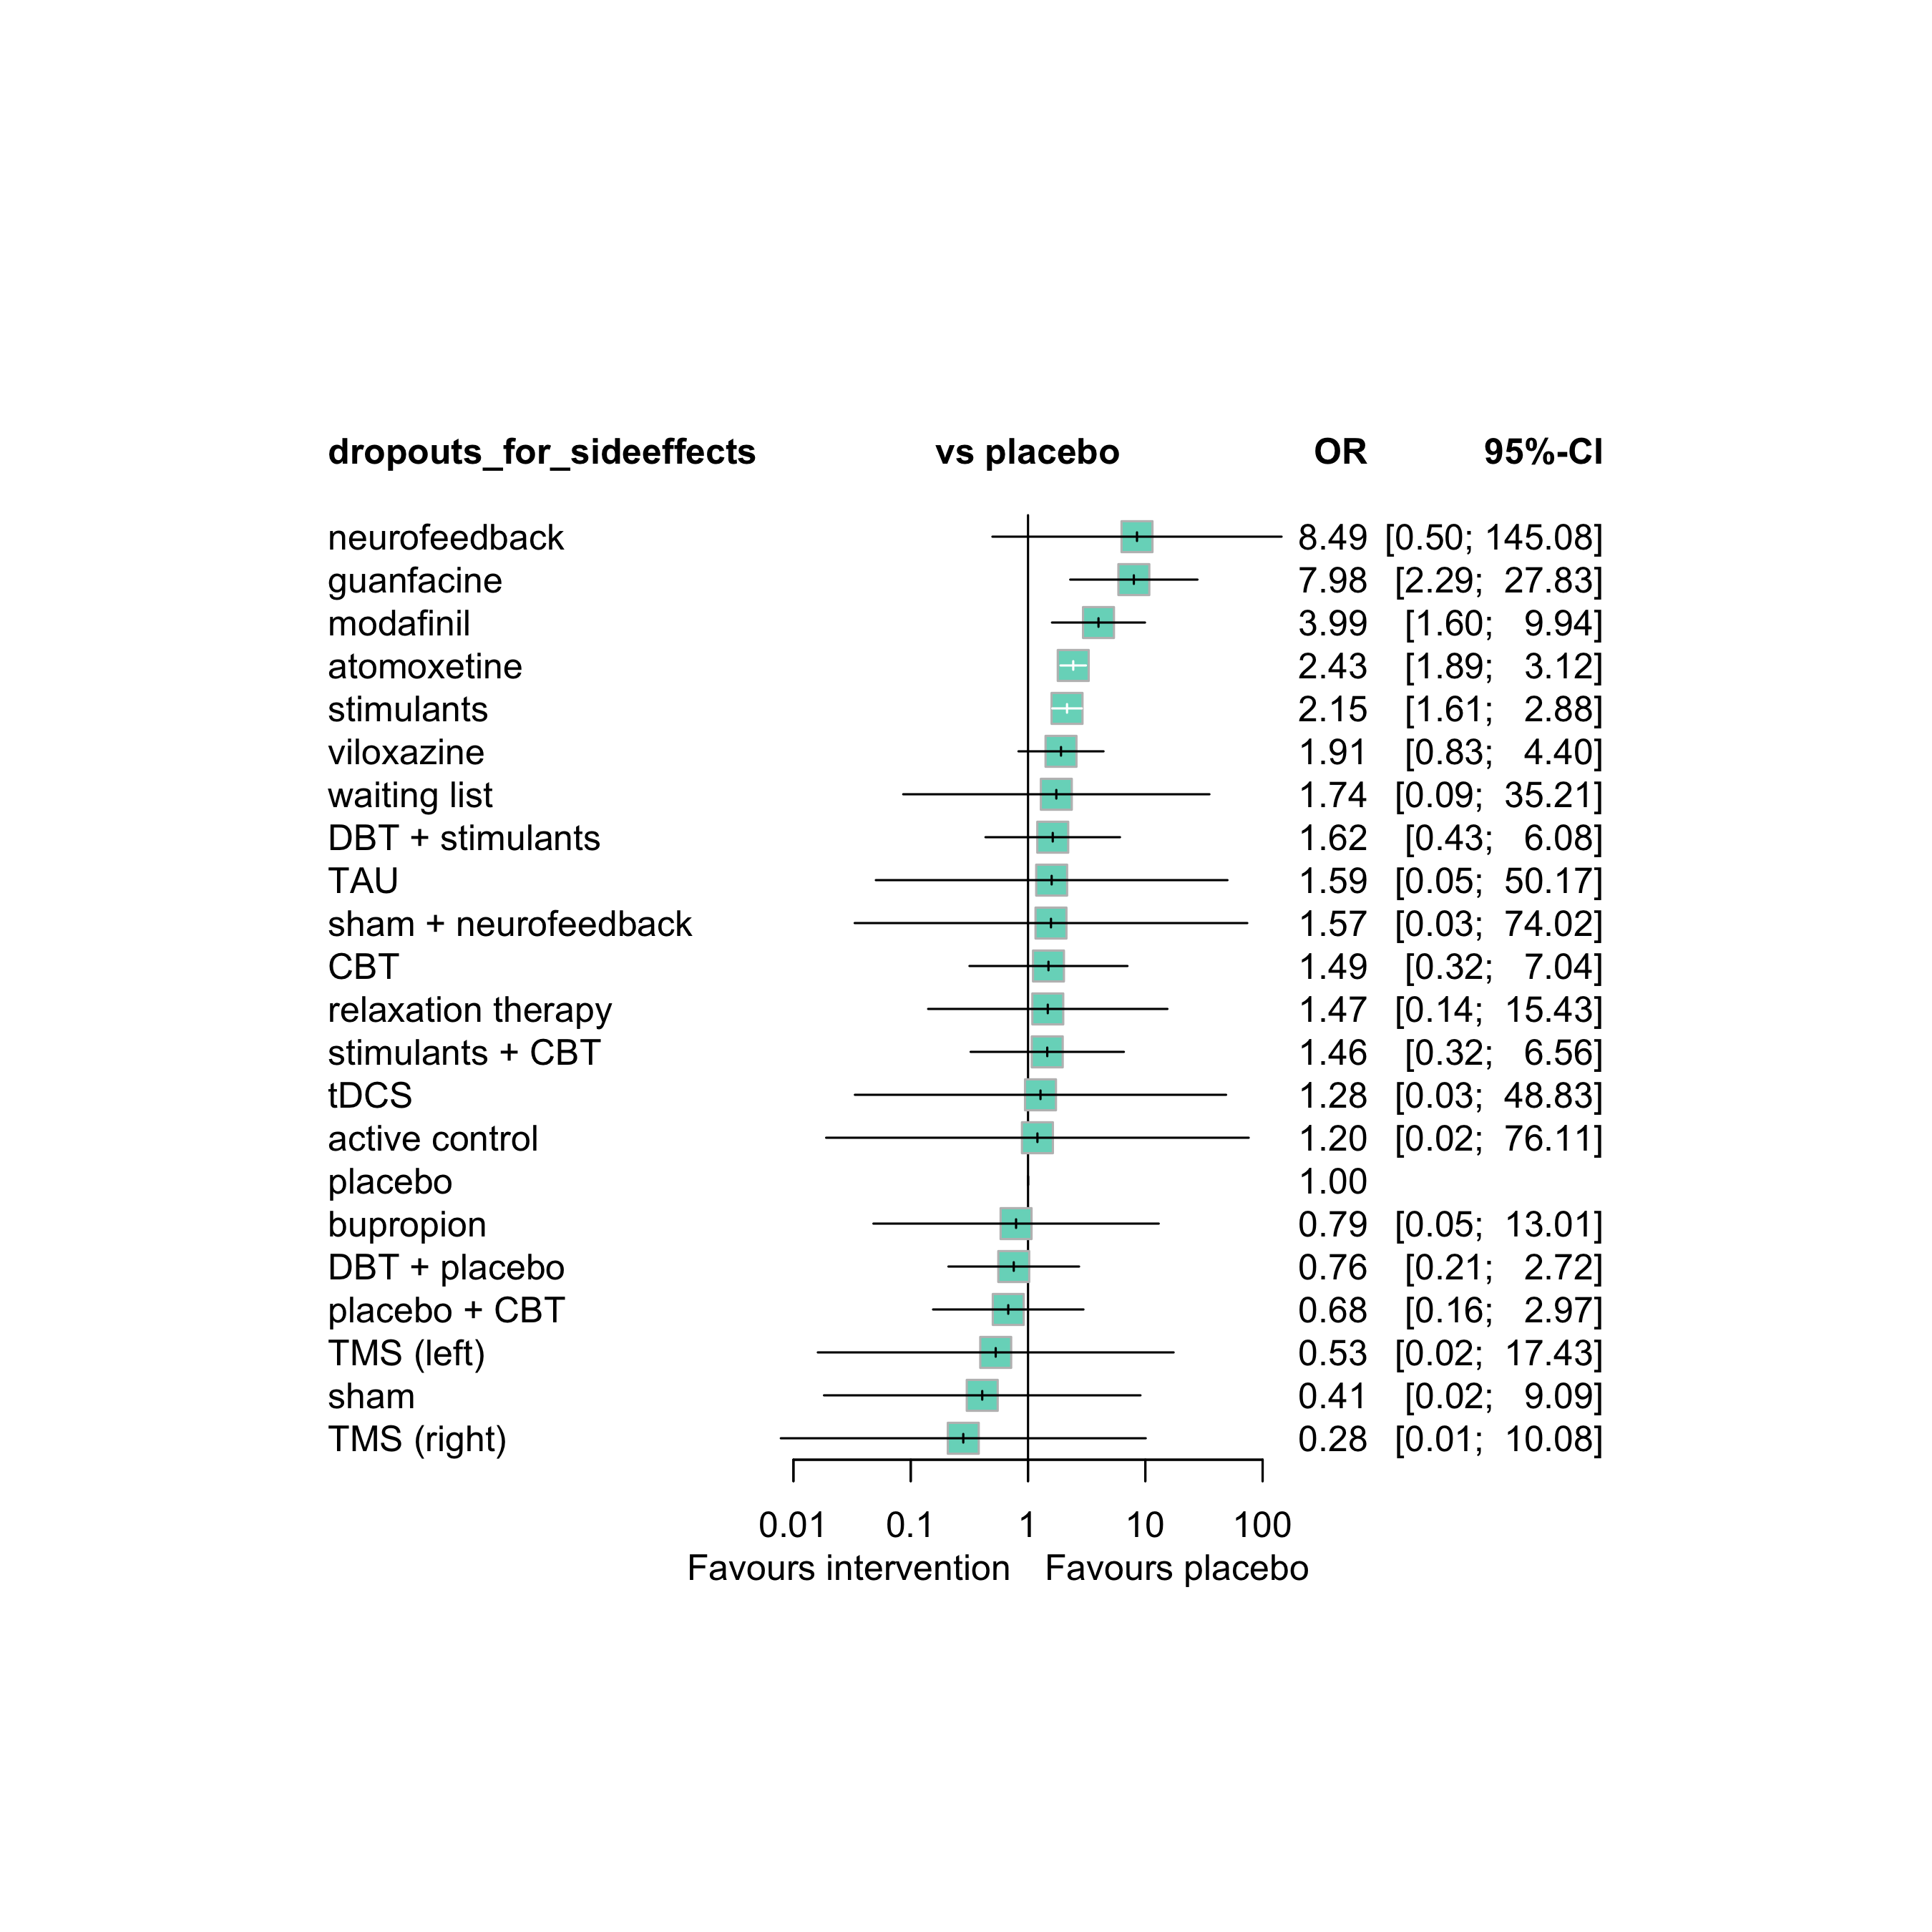 dropouts_for_sideeffects vs placebo OR 95%-CI
neurofeedback 8.49 [0.50; 145.08]
guanfacine 7.98 [2.29; 27.83]
modafinil 3.99 [1.60; 9.94]
atomoxetine 2.43 [1.89; 3.12]
stimulants 2.15 [1.61; 2.88]
viloxazine 1.91 [0.83; 4.40]
waiting list 1.74 [0.09; 35.21]
DBT + stimulants 1.62 [0.43; 6.08]
TAU 1.59 [0.05; 50.17]
sham + neurofeedback 1.57 [0.03; 74.02]
CBT 1.49 [0.32; 7.04]
relaxation therapy 1.47 [0.14; 15.43]
stimulants + CBT 1.46 [0.32; 6.56]
tDCS 1.28 [0.03; 48.83]
active control 1.20 [0.02; 76.11]
placebo 1.00
bupropion 0.79 [0.05; 13.01]
DBT + placebo 0.76 [0.21; 2.72]
placebo + CBT 0.68 [0.16; 2.97]
TMS (left) 0.53 [0.02; 17.43]
sham 0.41 [0.02; 9.09]
TMS (right) 0.28 [0.01; 10.08]
0.01 0.1 1 10 100
Favours intervention Favours placebo